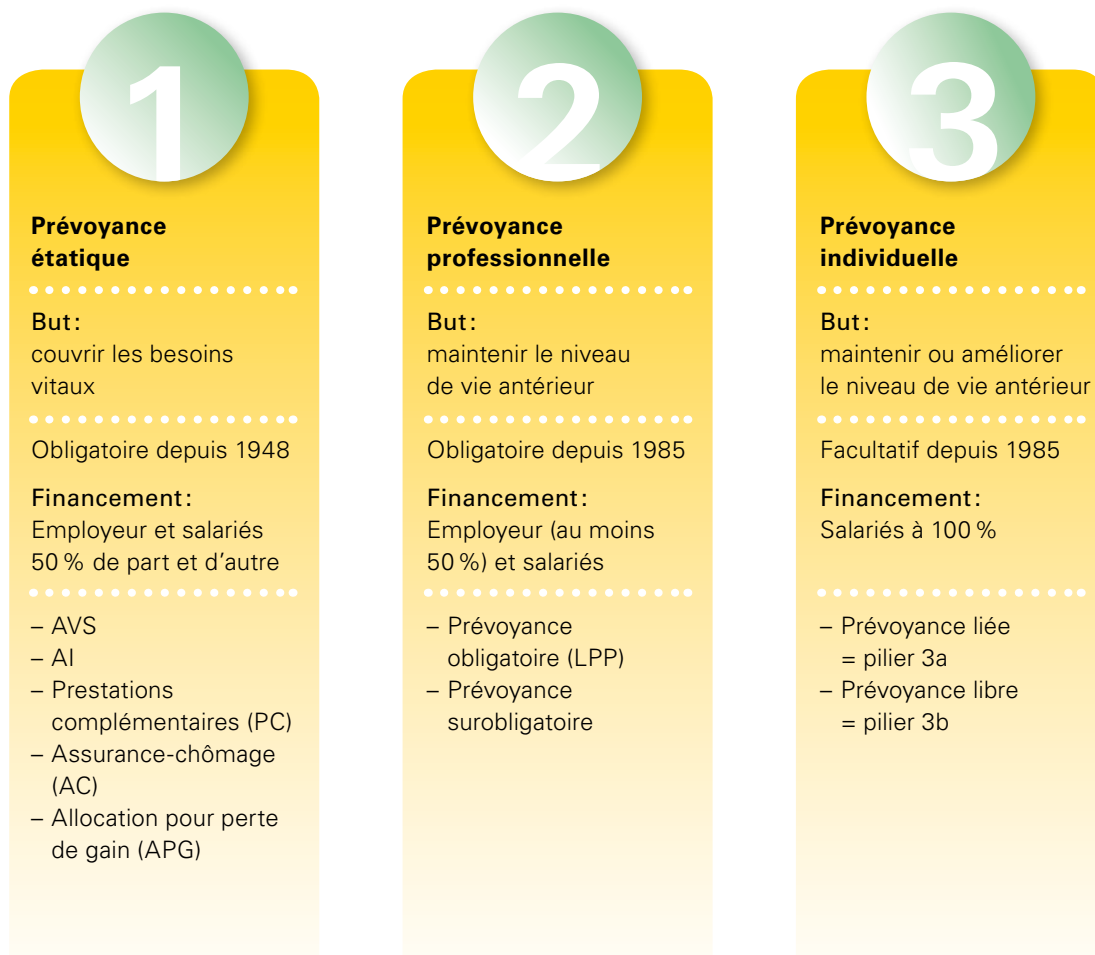 1
Prévoyance
étatique
But :
couvrir les besoins
vitaux
Obligatoire depuis 1948
Financement :
Employeur et salariés
50 % de part et d’autre
– AVS
– AI
– Prestations
complémentaires (PC)
– Assurance-chômage
(AC)
– Allocation pour perte
de gain (APG)
2
Prévoyance
professionnelle
But :
maintenir le niveau
de vie antérieur
Obligatoire depuis 1985
Financement :
Employeur (au moins
50 %) et salariés
– Prévoyance
obligatoire (LPP)
– Prévoyance
surobligatoire
3
Prévoyance
individuelle
But :
maintenir ou améliorer
le niveau de vie antérieur
Facultatif depuis 1985
Financement :
Salariés à 100 %
– Prévoyance liée
= pilier 3a
– Prévoyance libre
= pilier 3b